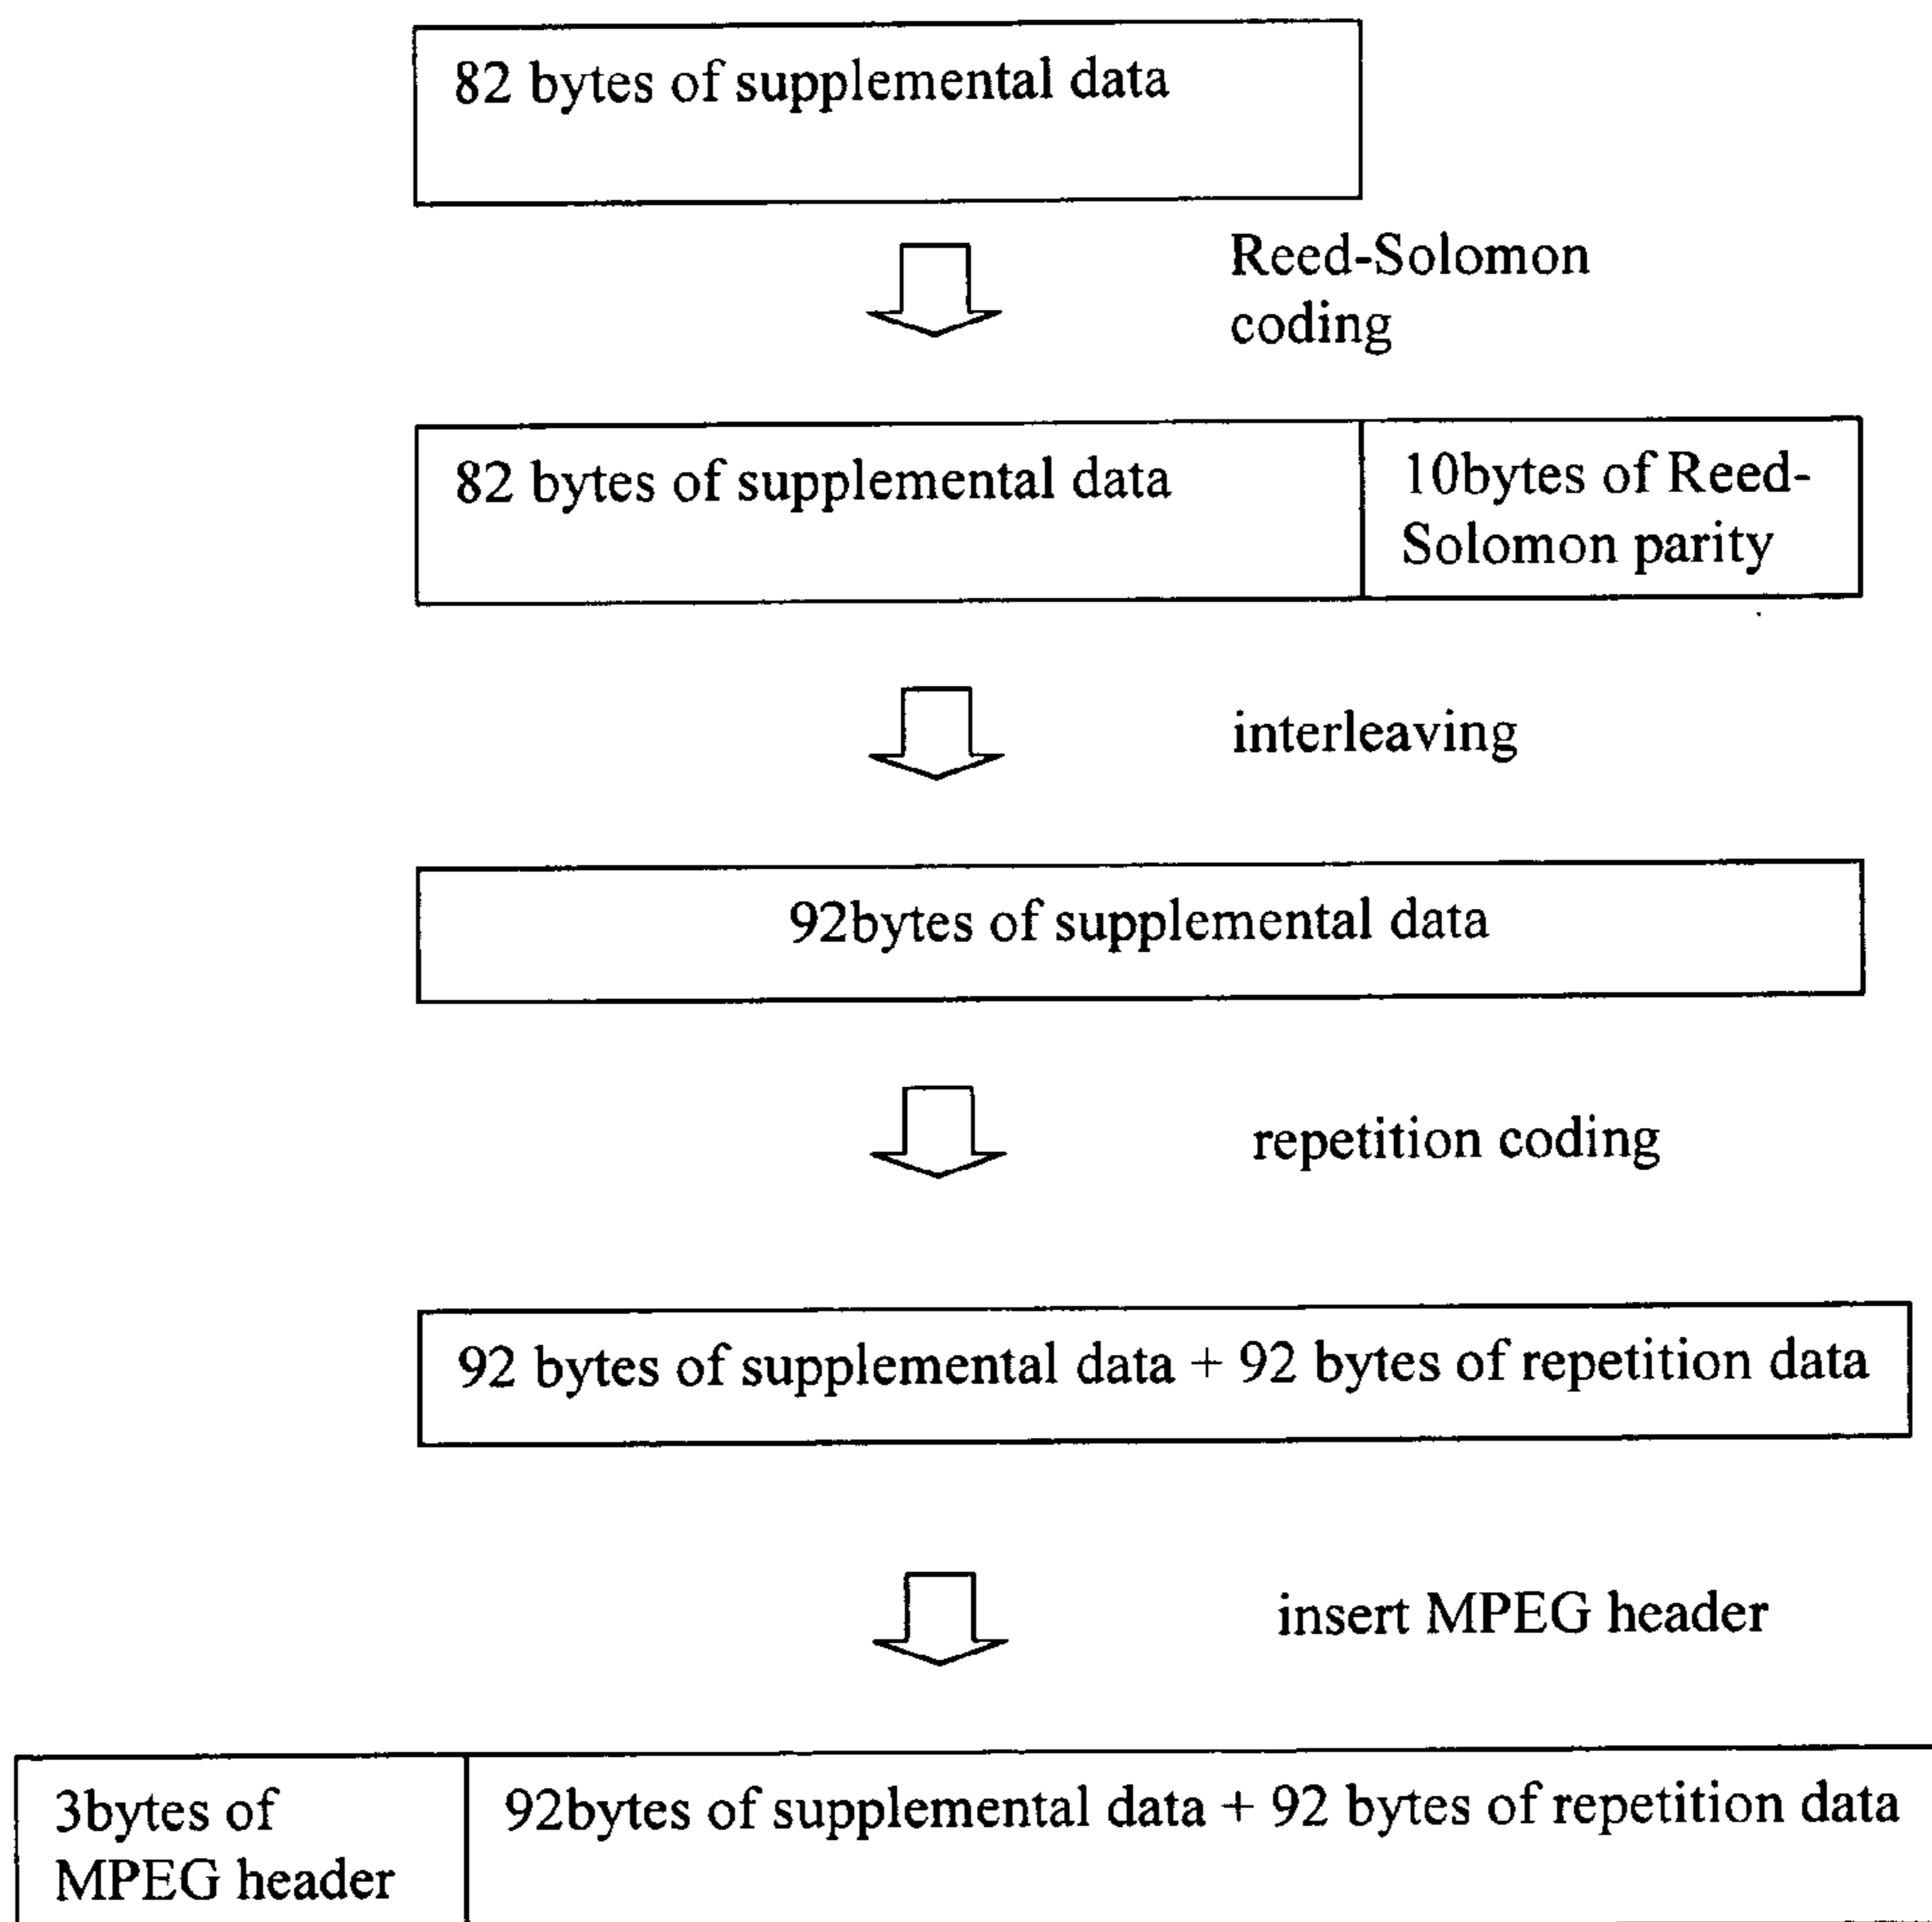 82 bytes of supplemental data
Reed-Solomon
coding
82 bytes of supplemental data
10bytes of Reed-
Solomon parity
interleaving
92bytes of supplemental data
repetition coding
92 bytes of supplemental data + 92 bytes of repetition data
insert MPEG header
3bytes of
MPEG header
92bytes of supplemental data + 92 bytes of repetition data